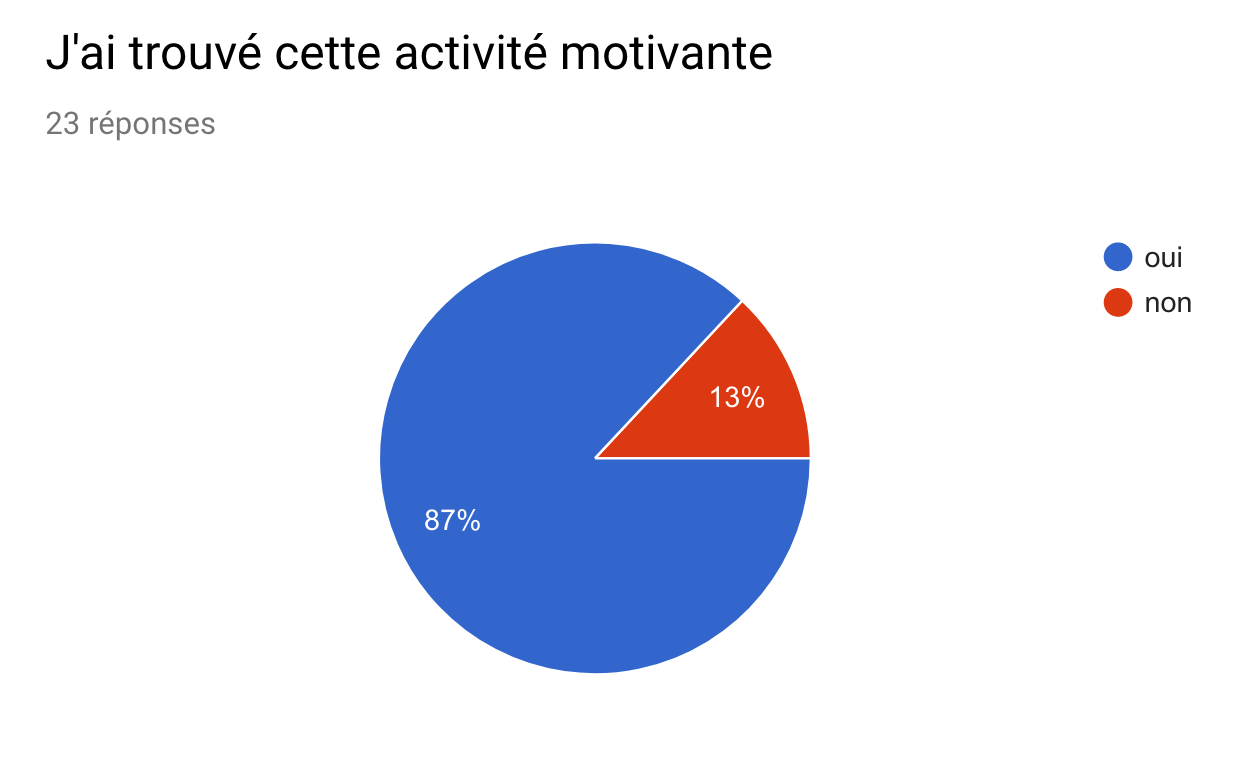 J'ai trouvé cette activité motivante
23 réponses
oui
non
13%
87%